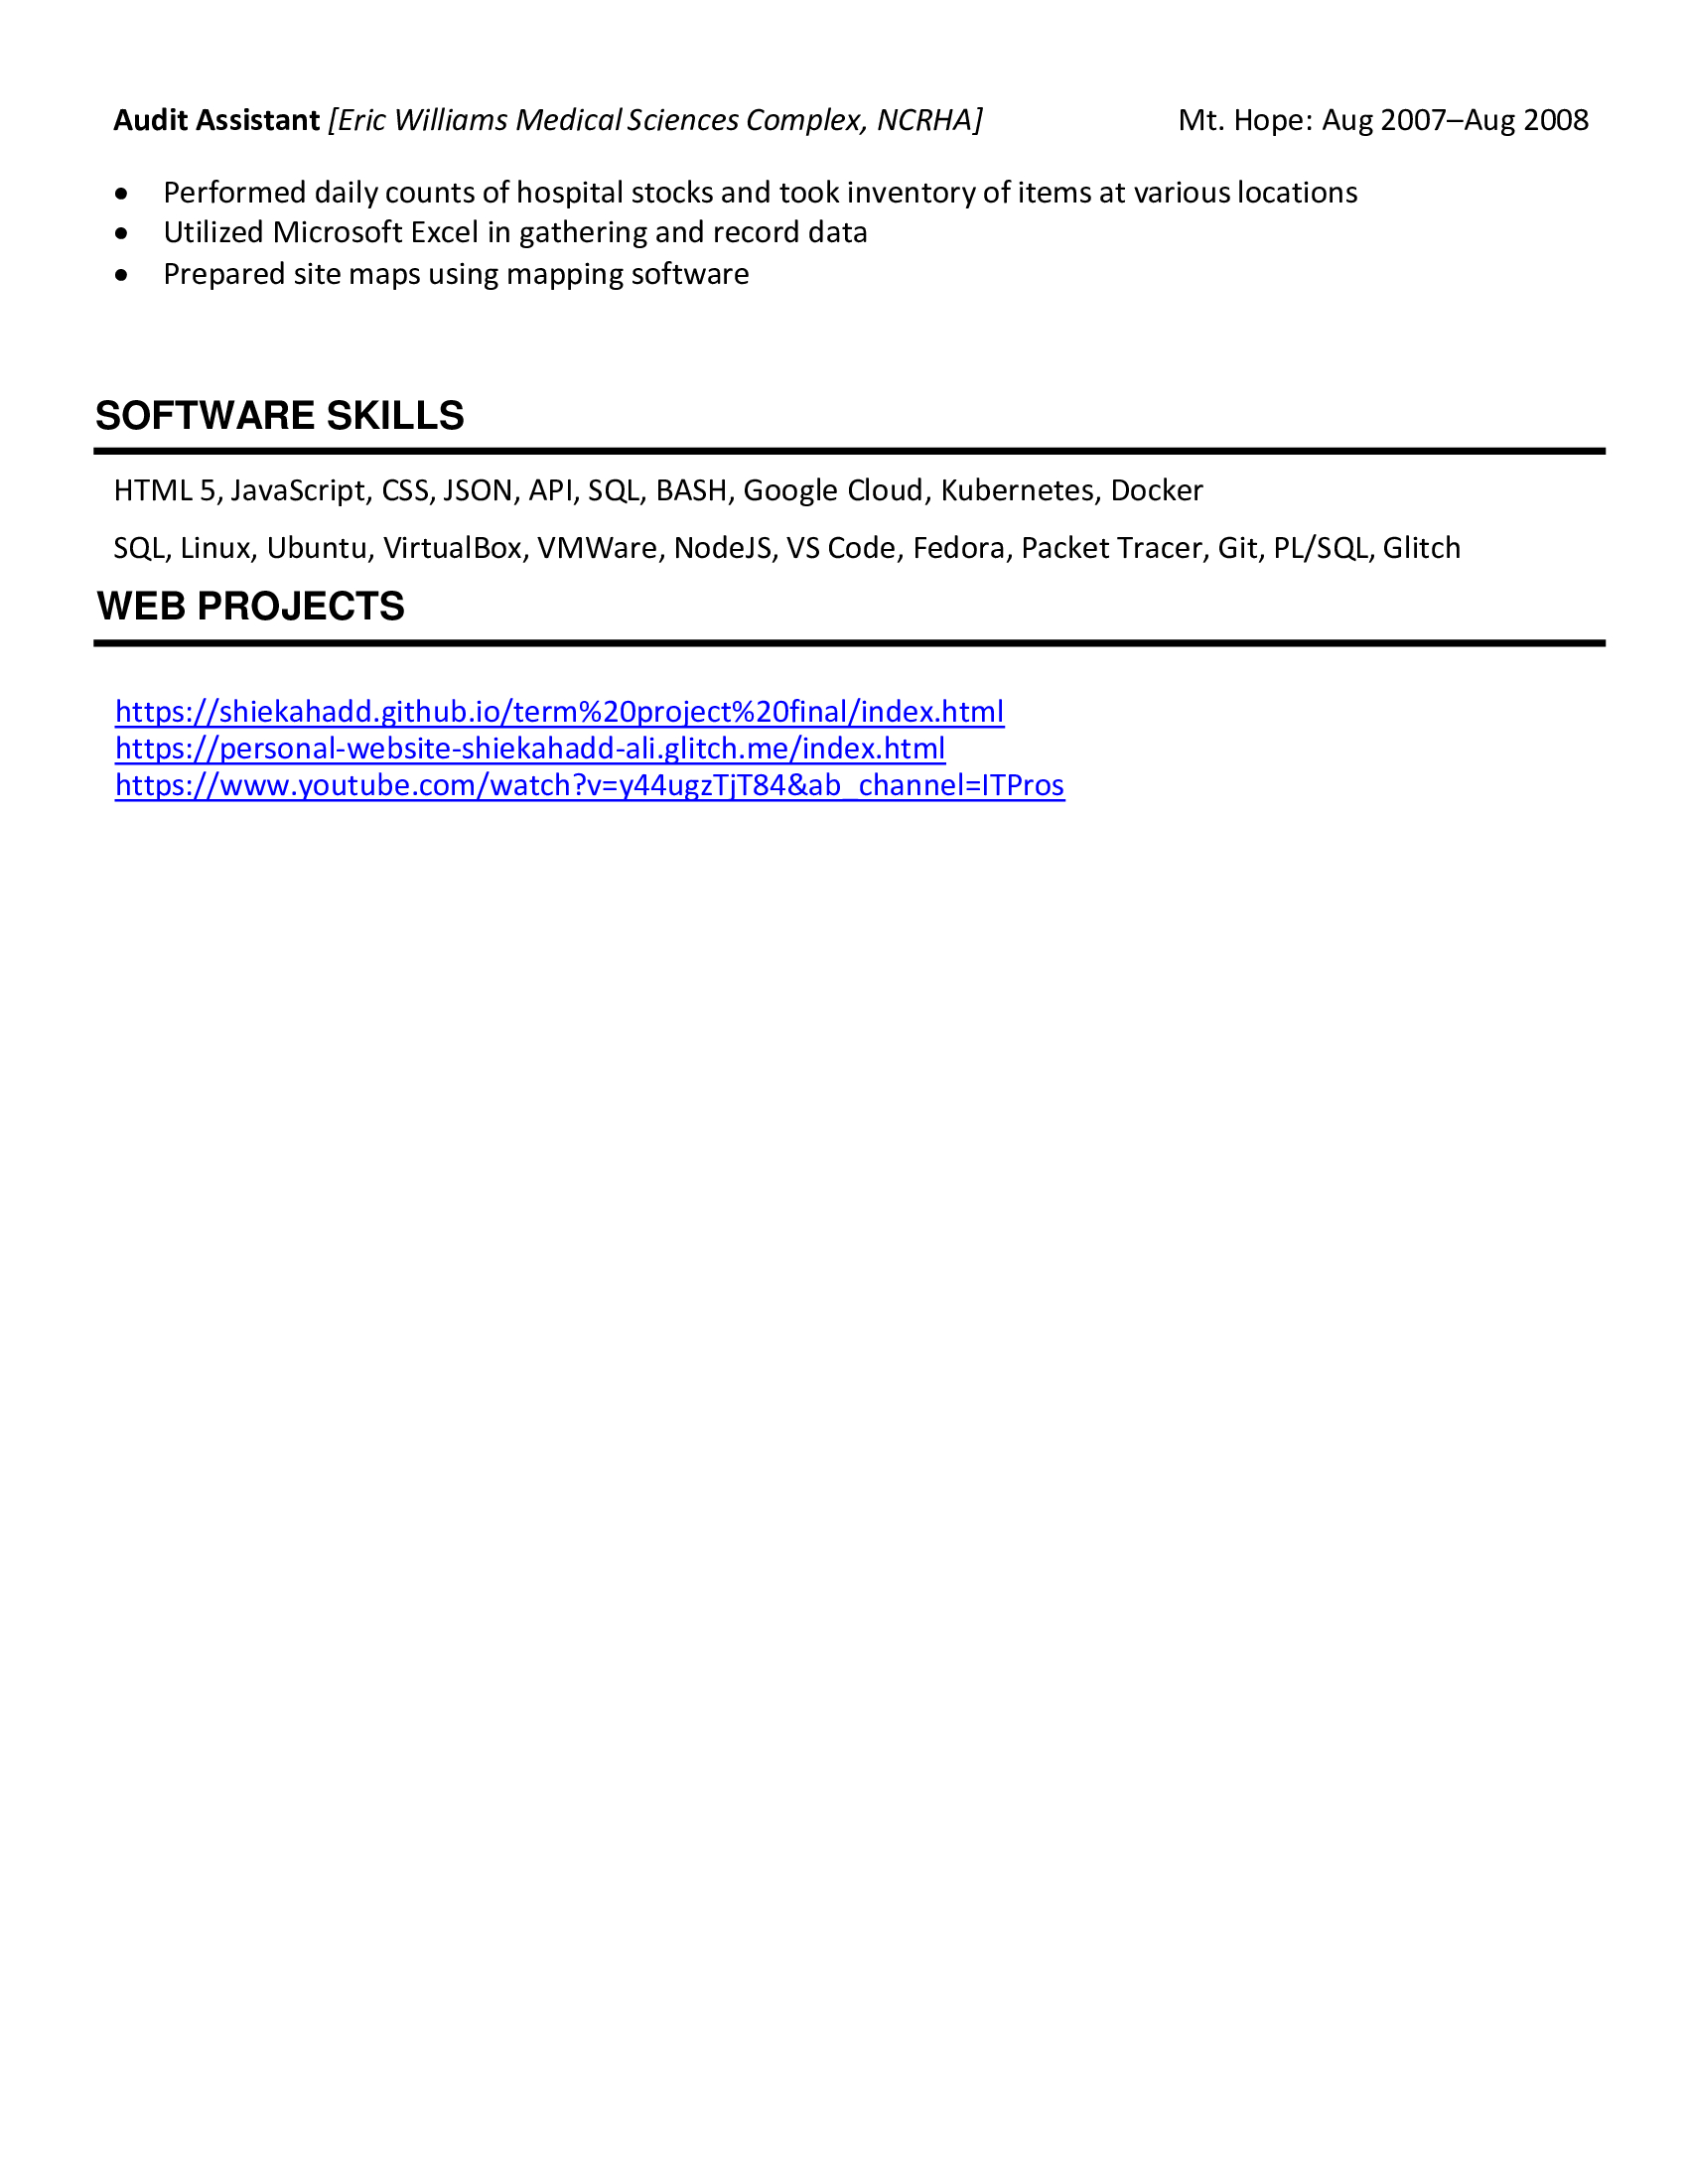 Audit Assistant [Eric Williams Medical Sciences Complex, NCRHA] Mt. Hope: Aug 2007–Aug 2008
• Performed daily counts of hospital stocks and took inventory of items at various locations
• Utilized Microsoft Excel in gathering and record data
• Prepared site maps using mapping software
SOFTWARE SKILLS
HTML 5, JavaScript, CSS, JSON, API, SQL, BASH, Google Cloud, Kubernetes, Docker
SQL, Linux, Ubuntu, VirtualBox, VMWare, NodeJS, VS Code, Fedora, Packet Tracer, Git, PL/SQL, Glitch
WEB PROJECTS
https://shiekahadd.github.io/term%20project%20final/index.html
https://personal-website-shiekahadd-ali.glitch.me/index.html
https://www.youtube.com/watch?v=y44ugzTjT84&ab_channel=ITPros